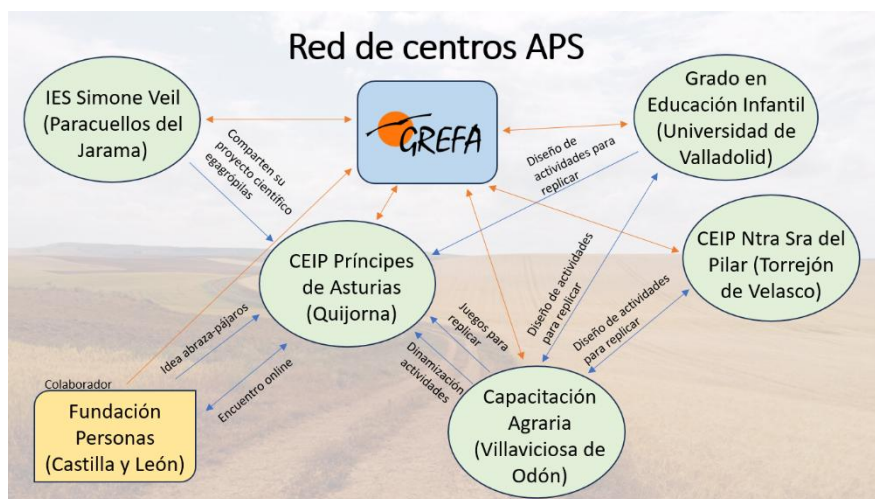 Red de centros APS
IES Simone Veil
(Paracuellos del
Jarama)
GREFA
Grado en
Educación Infantil
(Universidad de
Valladolid)
Comparten su
proyecto científico
egagrópilas
Diseño de
actividades para
replicar
CEIP Príncipes
de Asturias
(Quijorna)
CEIP Ntra Sra del
Pilar (Torrejón
de Velasco)
Idea abraza-pájaros
Encuentro online
Juegos para
replicar
Dinamización
actividades
Diseño de actividades
para replicar
Diseño de actividades
para replicar
Colaborador
Fundación
Personas
(Castilla y León)
Capacitación
Agraria
(Villaviciosa de
Odón)